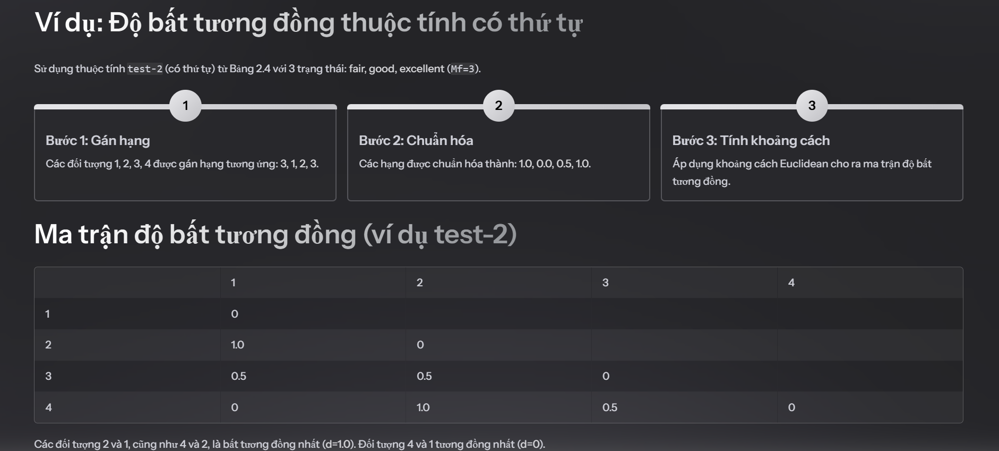 Ví dụ: Độ bất tương đồng thuộc tính có thứ tự
Sử dụng thuộc tính test-2 (có thứ tự) từ Bảng 2.4 với 3 trạng thái: fair, good, excellent (Mf=3).
1
Bước 1: Gán hạng
Các đối tượng 1, 2, 3, 4 được gán hạng tương ứng: 3, 1, 2, 3.
2
Bước 2: Chuẩn hóa
Các hạng được chuẩn hóa thành: 1.0, 0.0, 0.5, 1.0.
3
Bước 3: Tính khoảng cách
Áp dụng khoảng cách Euclidean cho ra ma trận độ bất
tương đồng.
Ma trận độ bất tương đồng (ví dụ test-2)
1 2 3 4
1 0
2 1.0 0
3 0.5 0.5 0
4 0 1.0 0.5 0
Các đối tượng 2 và 1, cũng như 4 và 2, là bất tương đồng nhất (d=1.0). Đối tượng 4 và 1 tương đồng nhất (d=0).